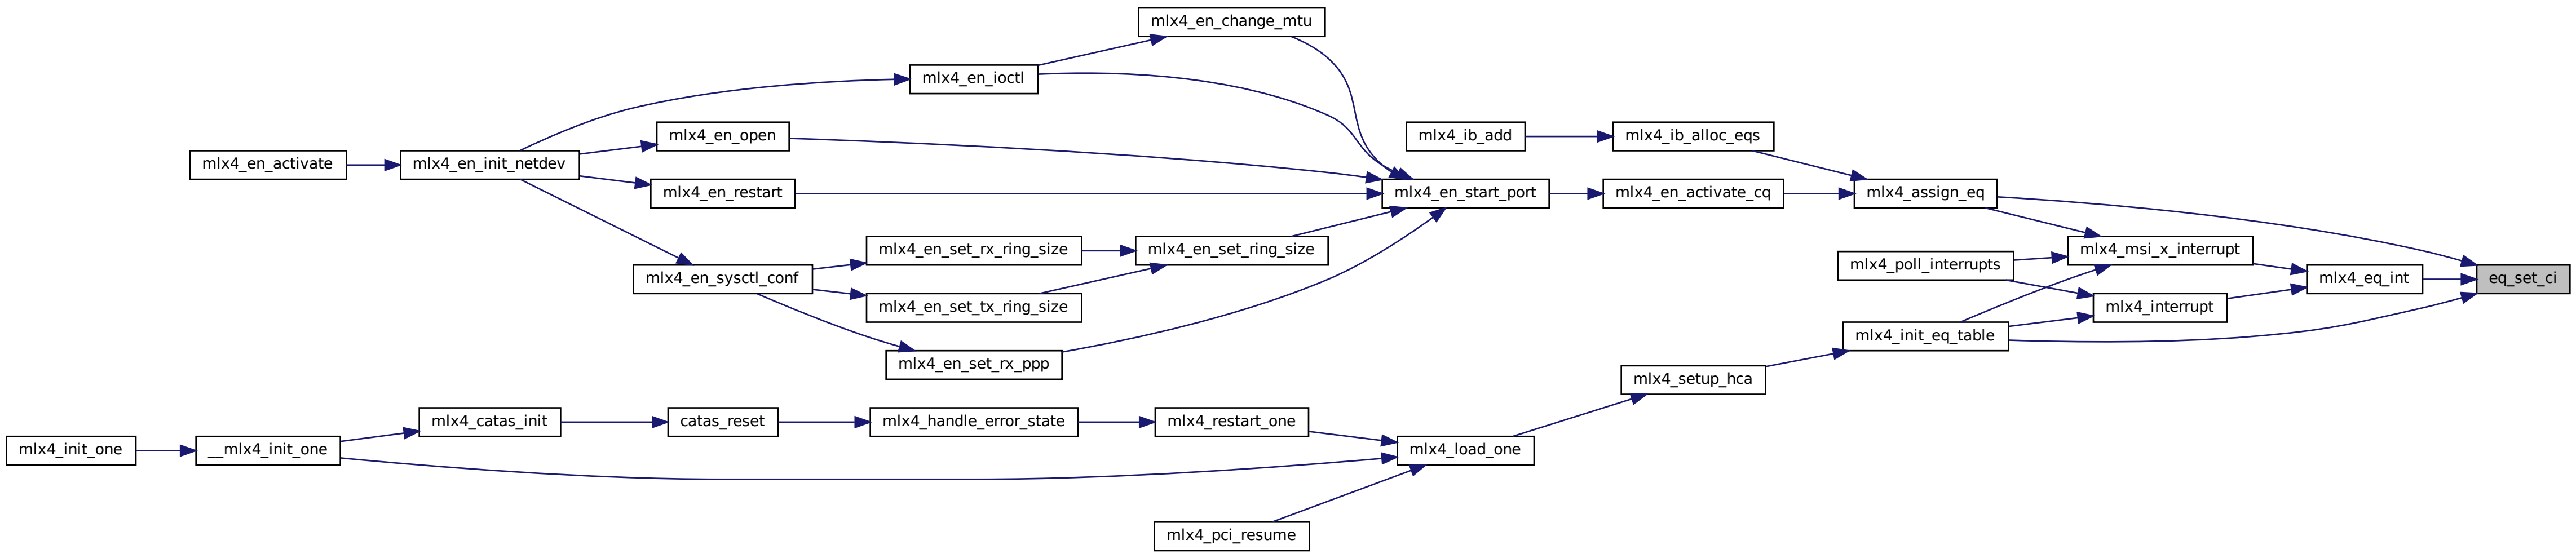 mlx4_en_change_mtu
mlx4_en_ioctl
mlx4_en_open
mlx4_ib_add
mlx4_ib_alloc_eqs
mlx4_en_activate
mlx4_en_init_netdev
mlx4_en_restart
mlx4_en_start_port
mlx4_en_activate_cq
mlx4_assign_eq
mlx4_en_set_rx_ring_size
mlx4_en_set_ring_size
mlx4_msi_x_interrupt
mlx4_poll_interrupts
mlx4_en_sysctl_conf
mlx4_eq_int
eq_set_ci
mlx4_en_set_tx_ring_size
mlx4_interrupt
mlx4_init_eq_table
mlx4_en_set_rx_ppp
mlx4_setup_hca
mlx4_catas_init
catas_reset
mlx4_handle_error_state
mlx4_restart_one
mlx4_init_one
__mlx4_init_one
mlx4_load_one
mlx4_pci_resume